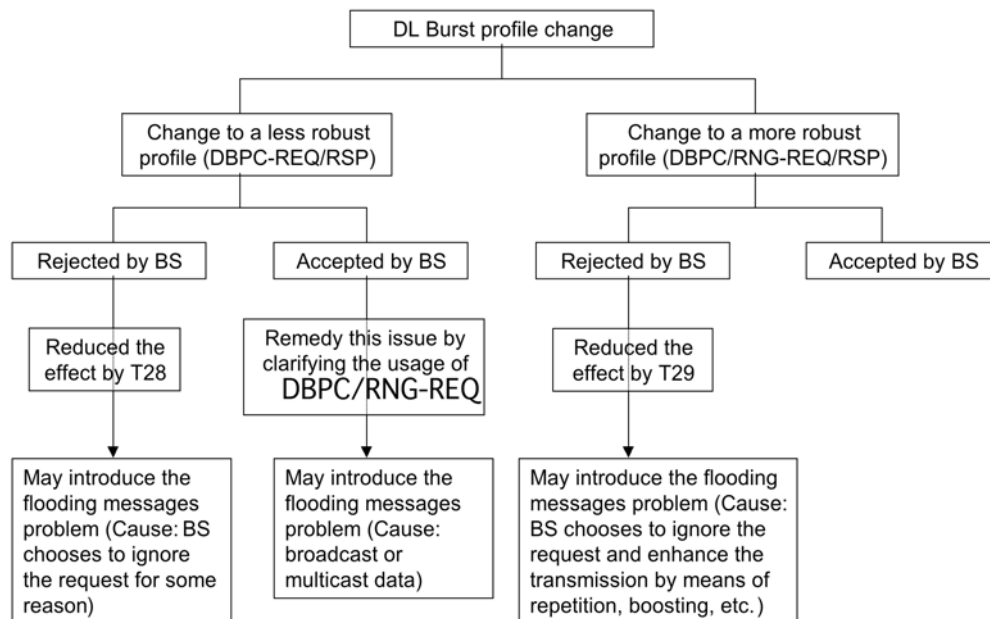 DL Burst profile change
Change to a less robust
profile (DBPC-REQ/RSP)
Change to a more robust
profile (DBPC/RNG-REQ/RSP)
Rejected by BS
Accepted by BS
Rejected by BS
Accepted by BS
Reduced the
effect by T28
Remedy this issue by
clarifying the usage of
DBPC/RNG-REQ
Reduced the
effect by T29
May introduce the
flooding messages
problem (Cause: BS
chooses to ignore
the request for some
reason)
May introduce the
flooding messages
problem (Cause:
broadcast or
multicast data)
May introduce the flooding
messages problem (Cause:
BS chooses to ignore the
request and enhance the
transmission by means of
repetition, boosting, etc.)